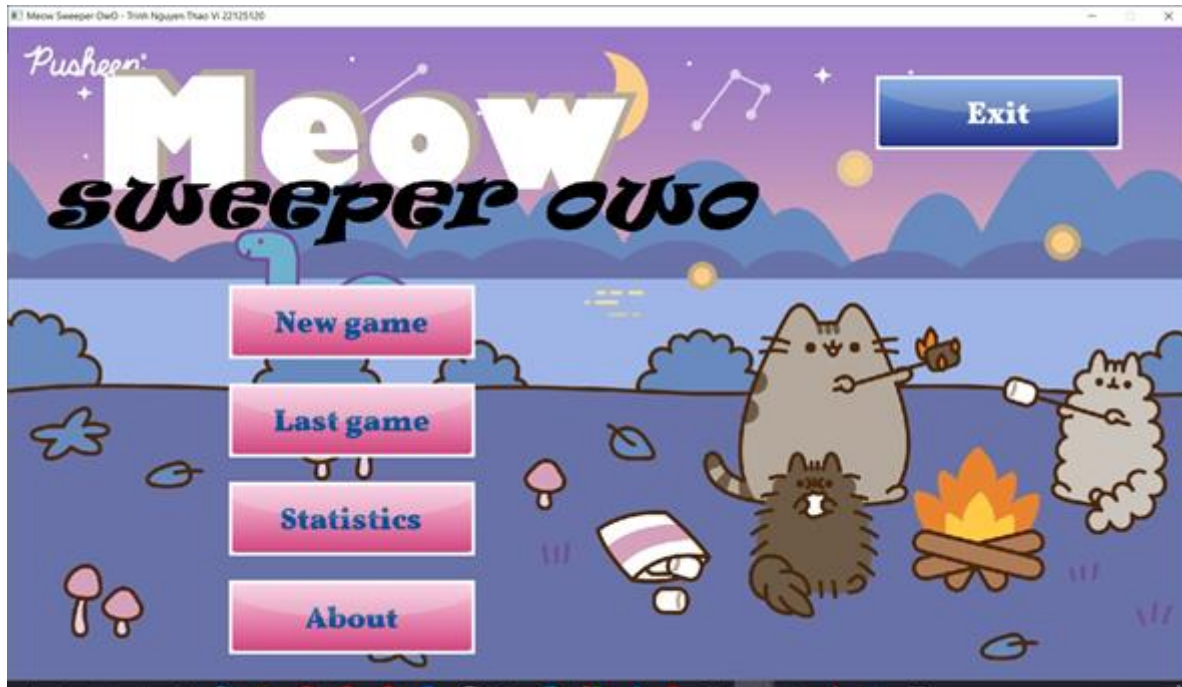 Meow Sweeper OwO - Trinh Nguyen Thao Vi 22125120
Pusheen
Meow
sweeper owo
Exit
New game
Last game
Statistics
About